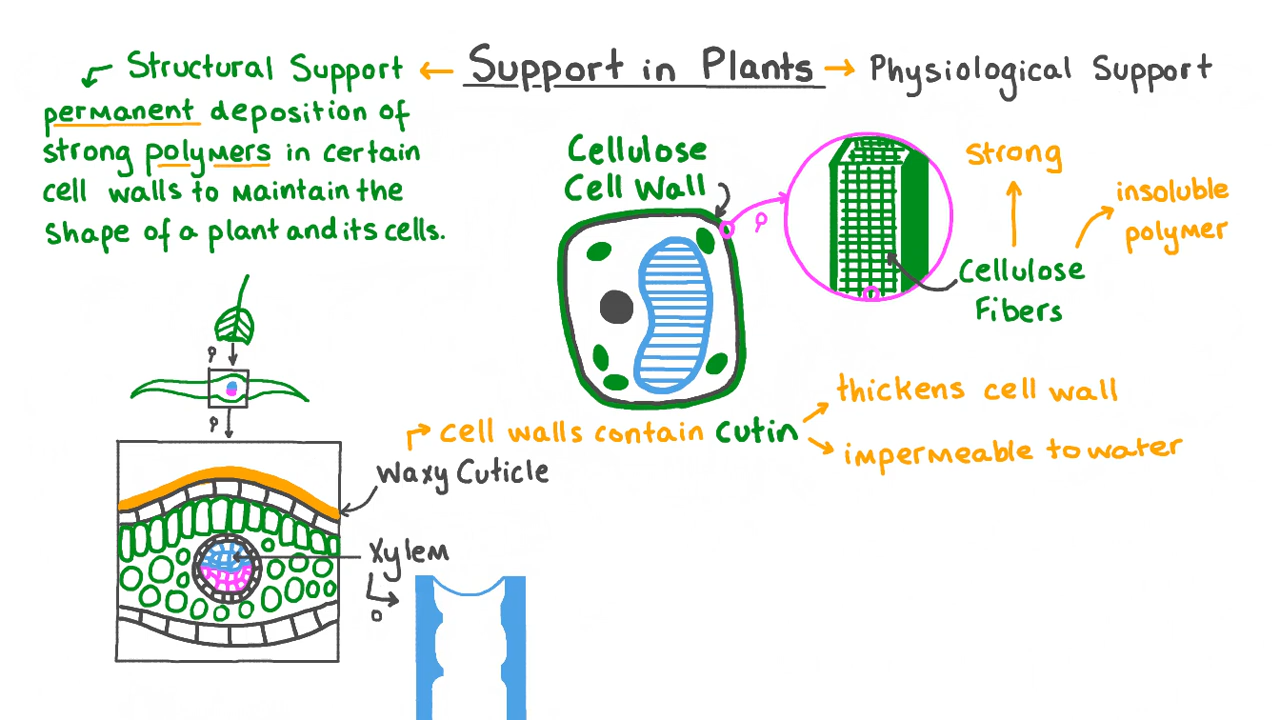 Support in Plants
Structural Support
permanent deposition of
strong polymers in certain
cell walls to maintain the
shape of a plant and its cells.
Physiological Support
Cellulose
Cell Wall
strong
insoluble
polymer
Cellulose
Fibers
thickens cell wall
cell walls contain cutin
impermeable to water
Waxy Cuticle
Xylem